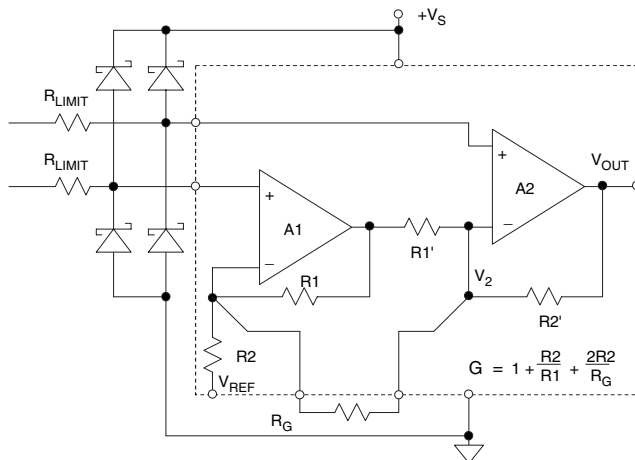 +VS
RLIMIT
RLIMIT
+
A2
−
VOUT
+
A1
−
R1'
R1
V2
R2'
R2
VREF
RG
G = 1 + R2/R1 + 2R2/RG